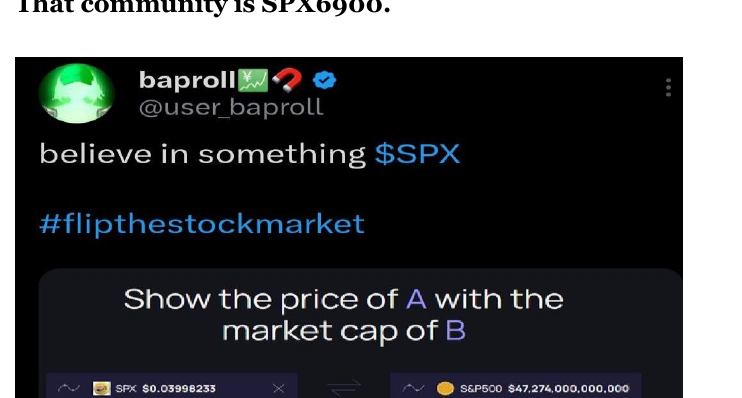 That community is SPX6900.
baproll
@user_baproll
believe in something $SPX
#flipthestockmarket
Show the price of A with the
market cap of B
SPX $0.03998233
S&P500 $47,274,000,000,000